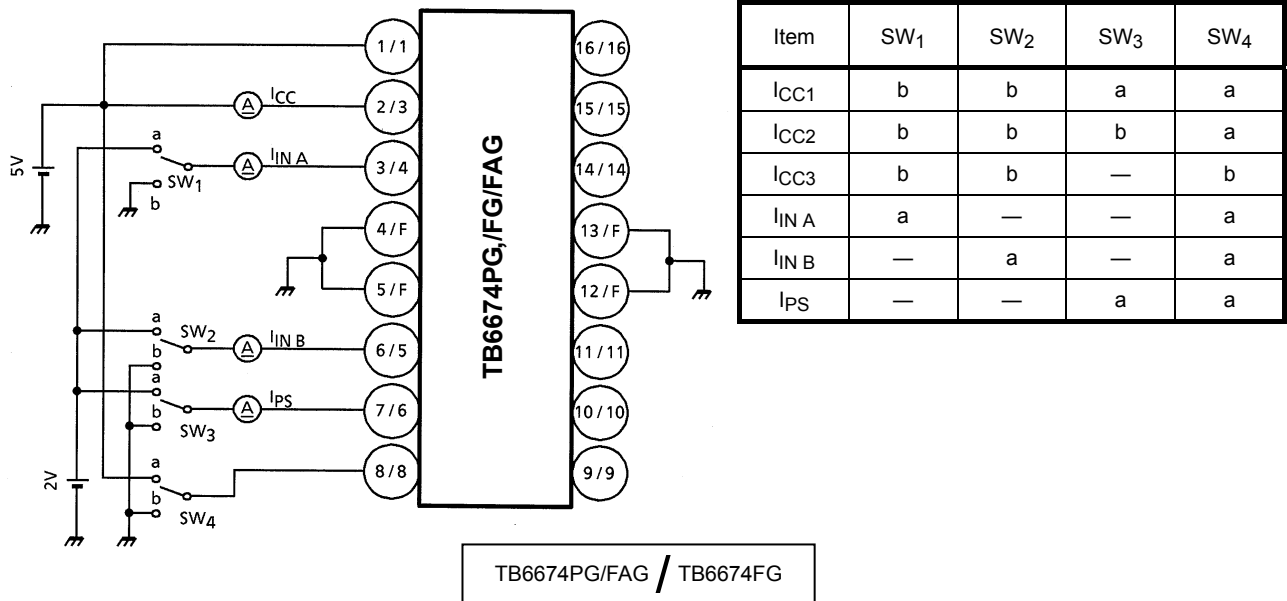 1 / 1
16 / 16
ICC
2 / 3
15 / 15
5V
a
SW1
b
IIN A
3 / 4
14 / 14
4 / F
13 / F
5 / F
12 / F
TB6674PG,/FG/FAG
a
SW2
b
IIN B
6 / 5
11 / 11
a
b
SW3
IPS
7 / 6
10 / 10
2V
a
b
SW4
8 / 8
9 / 9
A
A
A
A
TB6674PG/FAG / TB6674FG
Item SW1 SW2 SW3 SW4
ICC1 b b a a
ICC2 b b b a
ICC3 b b — b
IIN A a — — a
IIN B — a — a
IPS — — a a